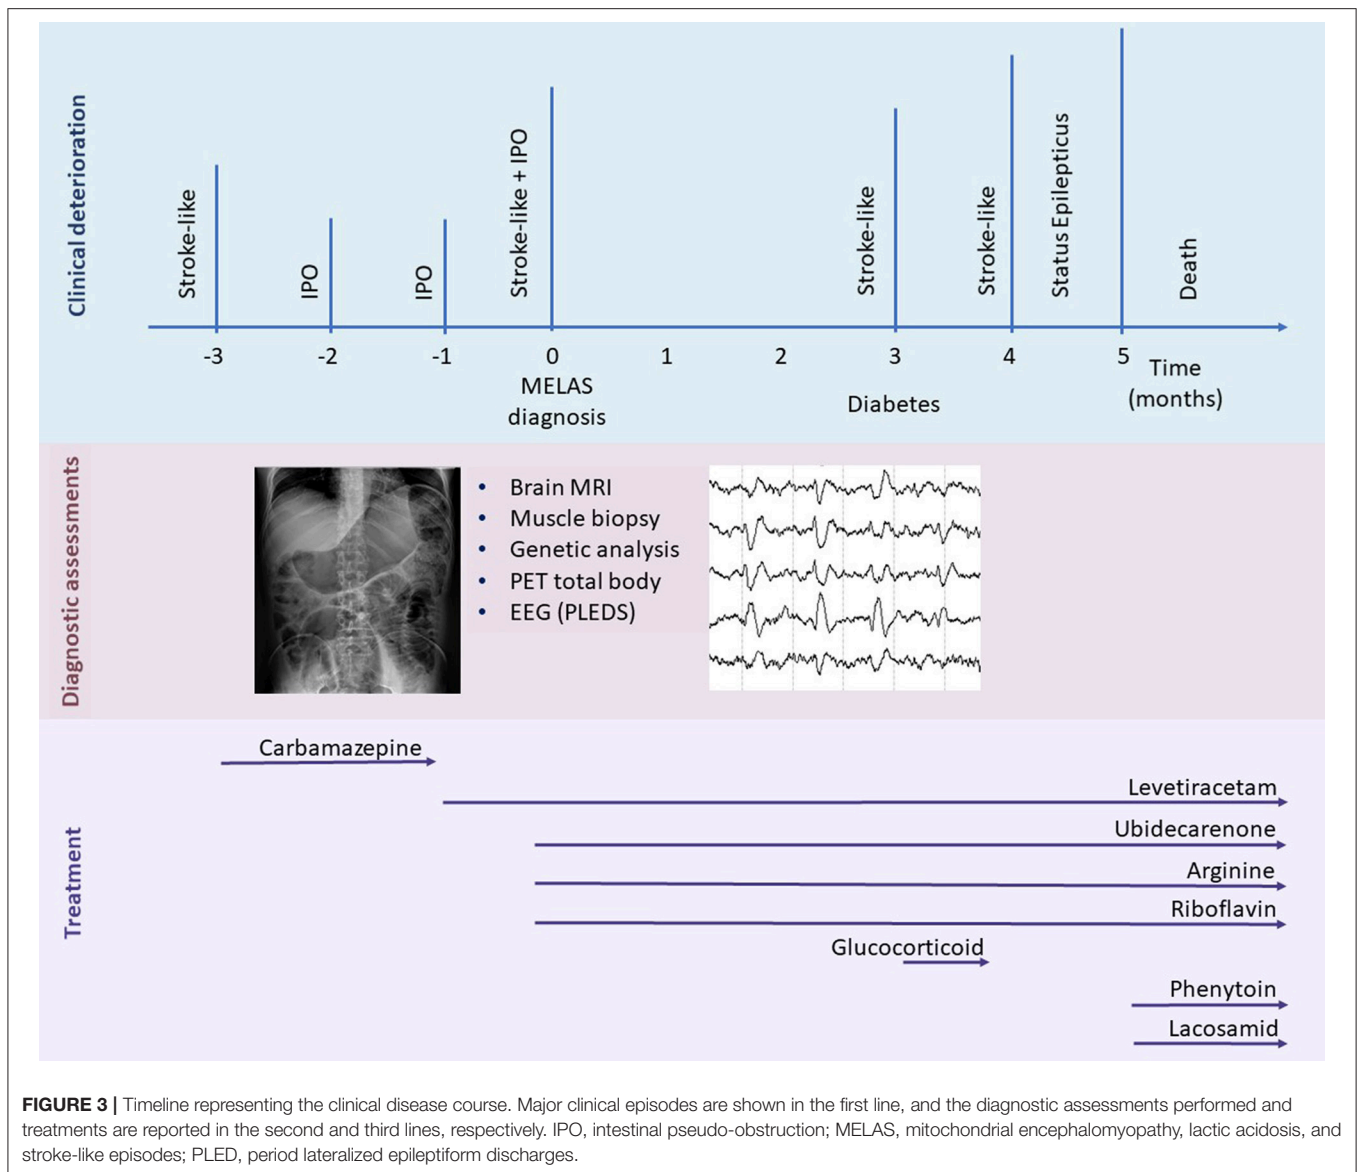 Clinical deterioration
Stroke-like
IPO
IPO
Stroke-like + IPO
Stroke-like
Stroke-like
Status Epilepticus
Death
-3
-2
-1
0
1
2
3
4
5
Time
(months)
MELAS
diagnosis
Diabetes
Diagnostic assessments
• Brain MRI
• Muscle biopsy
• Genetic analysis
• PET total body
• EEG (PLEDS)
Treatment
Carbamazepine
Levetiracetam
Ubidecarenone
Arginine
Riboflavin
Glucocorticoid
Phenytoin
Lacosamid
FIGURE 3 | Timeline representing the clinical disease course. Major clinical episodes are shown in the first line, and the diagnostic assessments performed and
treatments are reported in the second and third lines, respectively. IPO, intestinal pseudo-obstruction; MELAS, mitochondrial encephalomyopathy, lactic acidosis, and
stroke-like episodes; PLED, period lateralized epileptiform discharges.